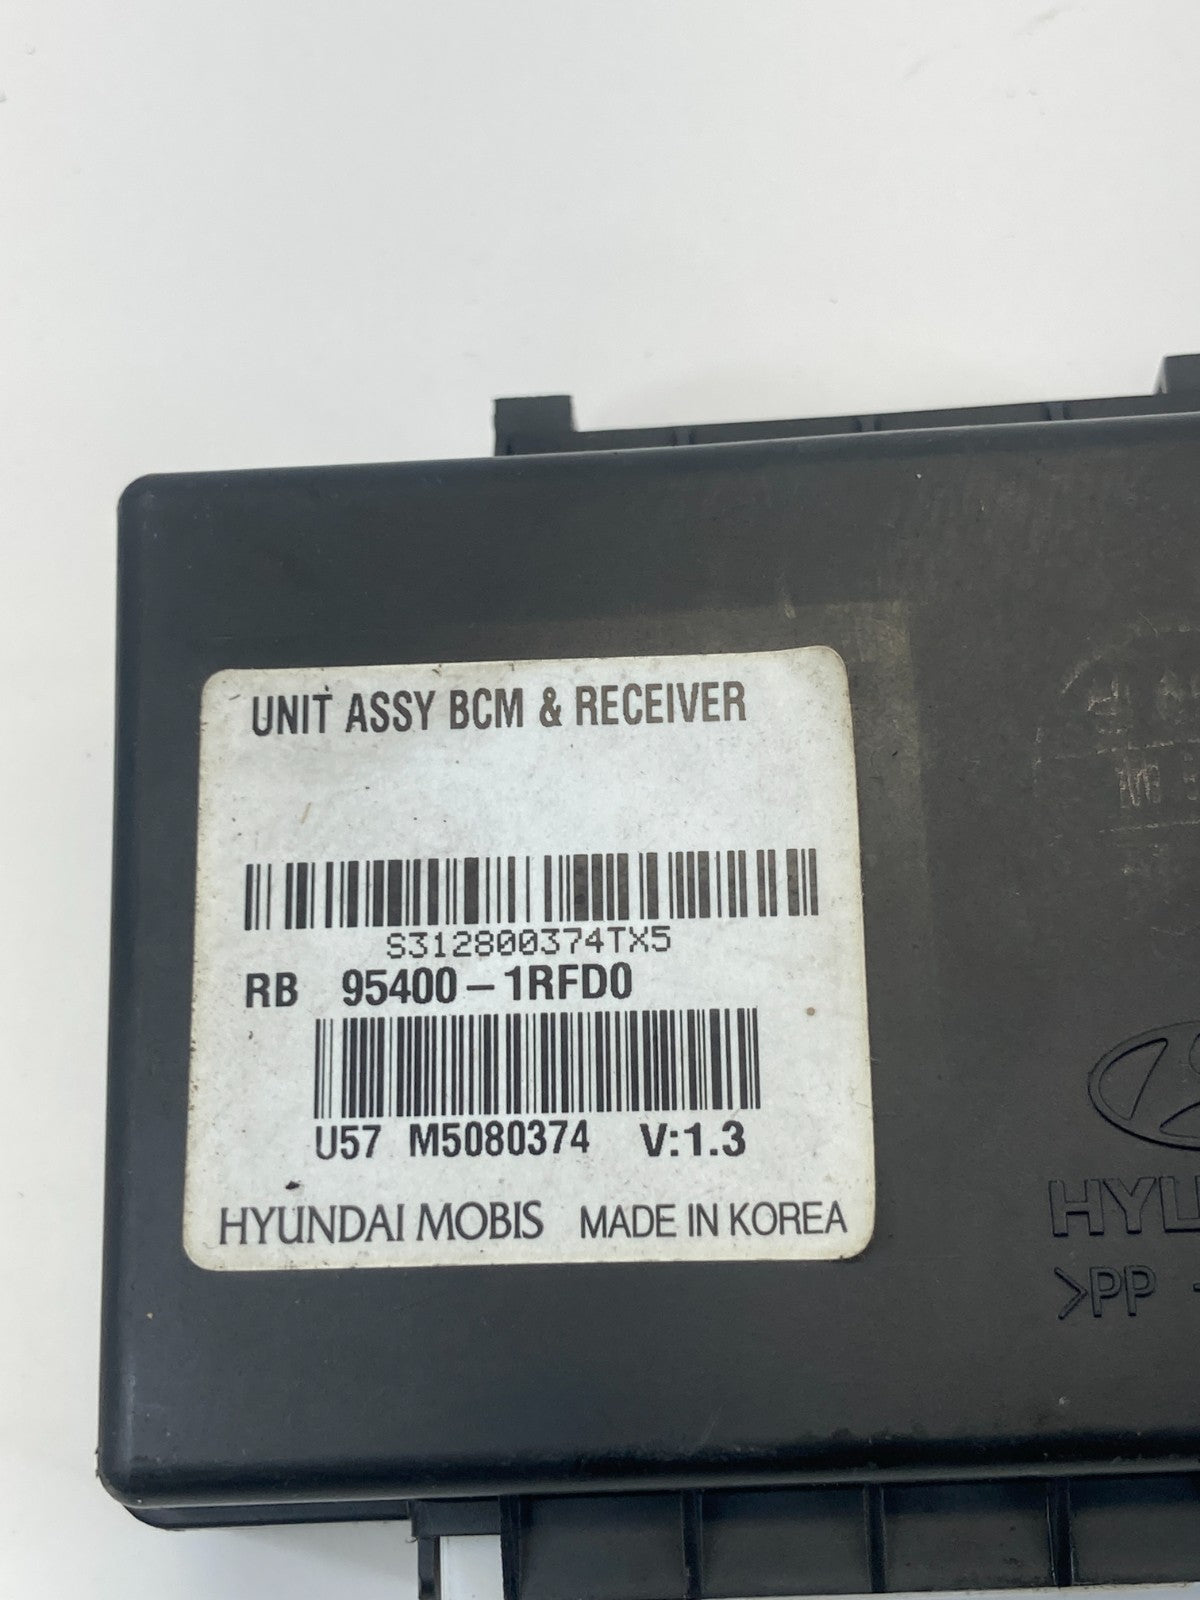 UNIT ASSY BCM & RECEIVER
S312800374TX5
RB 95400-1RFD0
U57 M5080374 V:1.3
HYUNDAI MOBIS MADE IN KOREA
>PP